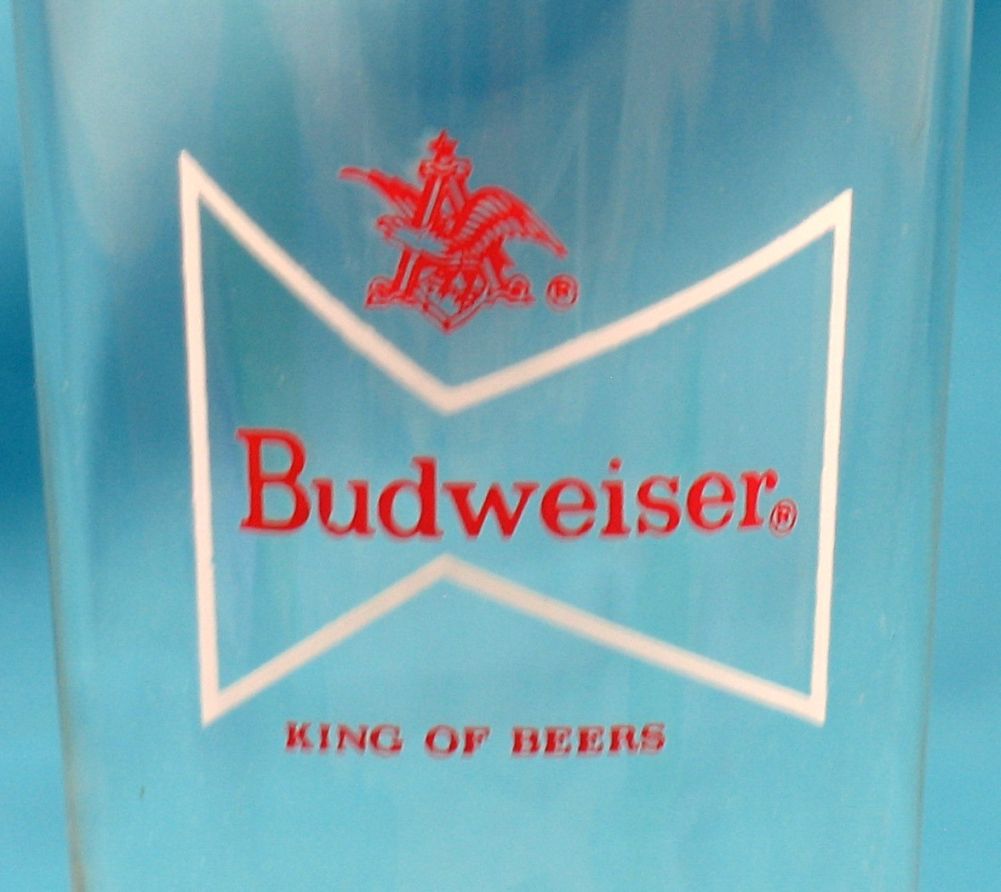 ®
Budweiser®
KING OF BEERS